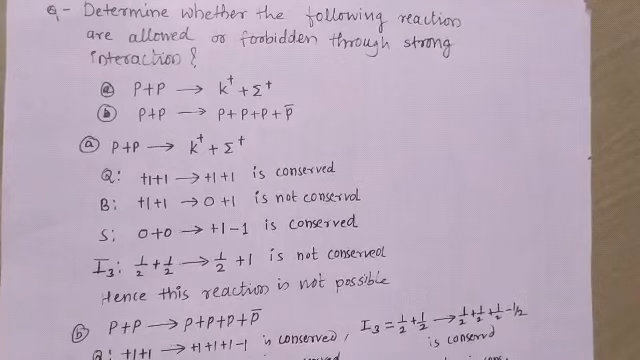 Q- Determine whether the following reaction
are allowed or forbidden through strong
interaction?
ⓐ P+P → K⁺ + Σ⁺
ⓑ P+P → P+P+P+P̅
ⓐ P+P → K⁺ + Σ⁺
Q: +1+1 → +1+1 is conserved
B: +1+1 → 0+1 is not conserved
S: 0+0 → +1-1 is conserved
I₃: ½+½ → ½+1 is not conserved
Hence this reaction is not possible
ⓑ P+P → P+P+P+P̅
I₃ = ½+½ → ½+½+½-1/2
is conserved
Q: +1+1 → +1+1+1-1 is conserved,